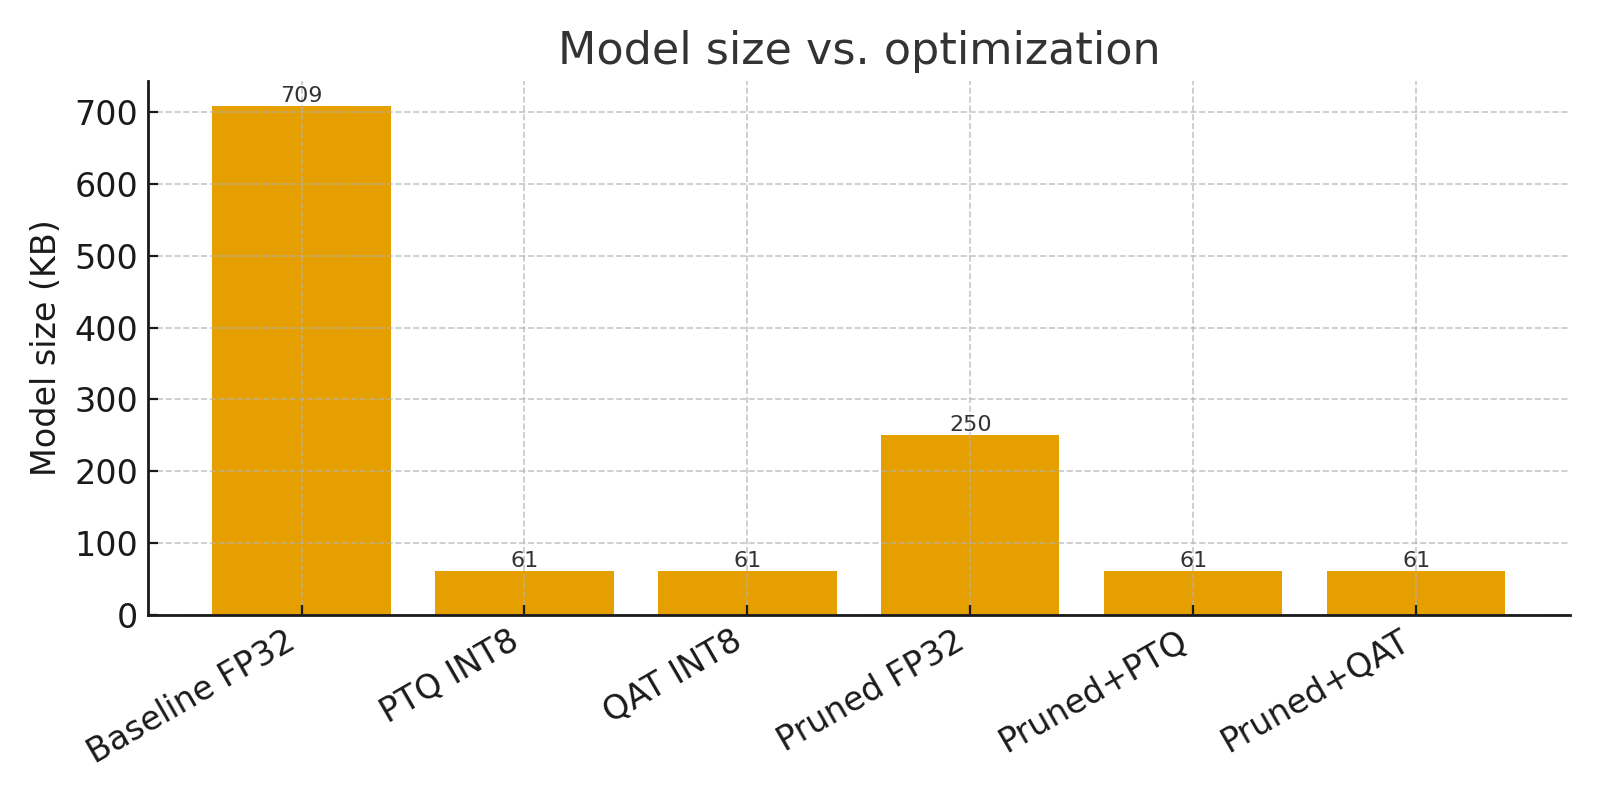 Model size vs. optimization
Model size (KB)
700
600
500
400
300
200
100
0
709
61
61
250
61
61
Baseline FP32
PTQ INT8
QAT INT8
Pruned FP32
Pruned+PTQ
Pruned+QAT